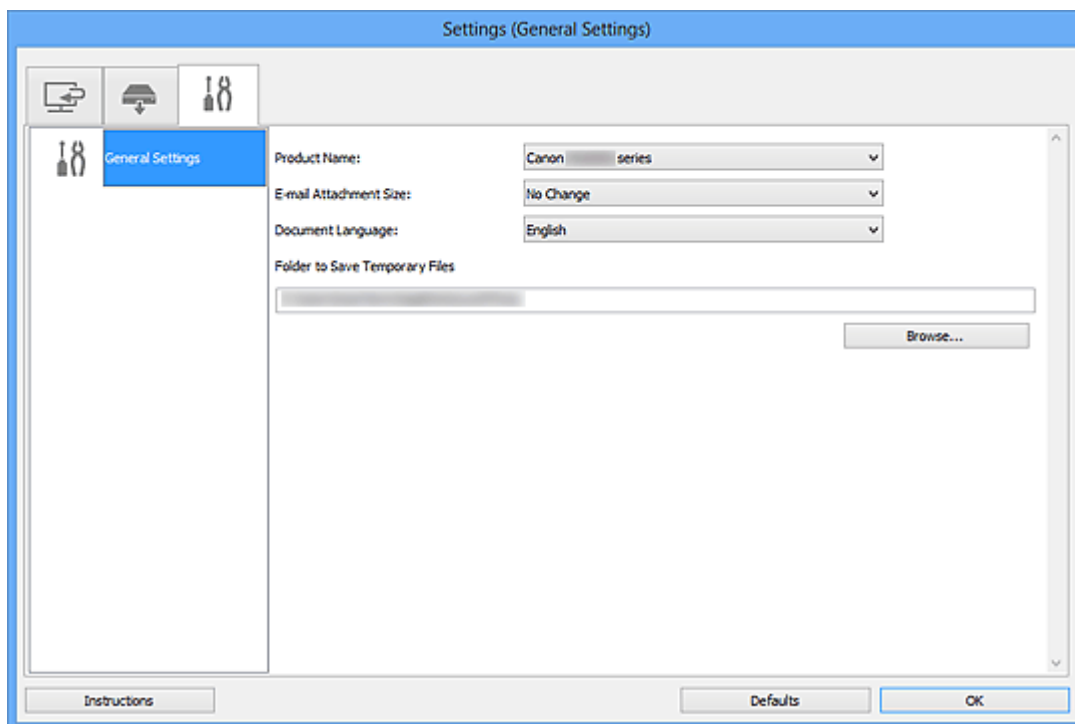 Settings (General Settings)
General Settings
Product Name:
Canon series
E-mail Attachment Size:
No Change
Document Language:
English
Folder to Save Temporary Files
Browse...
Instructions
Defaults
OK